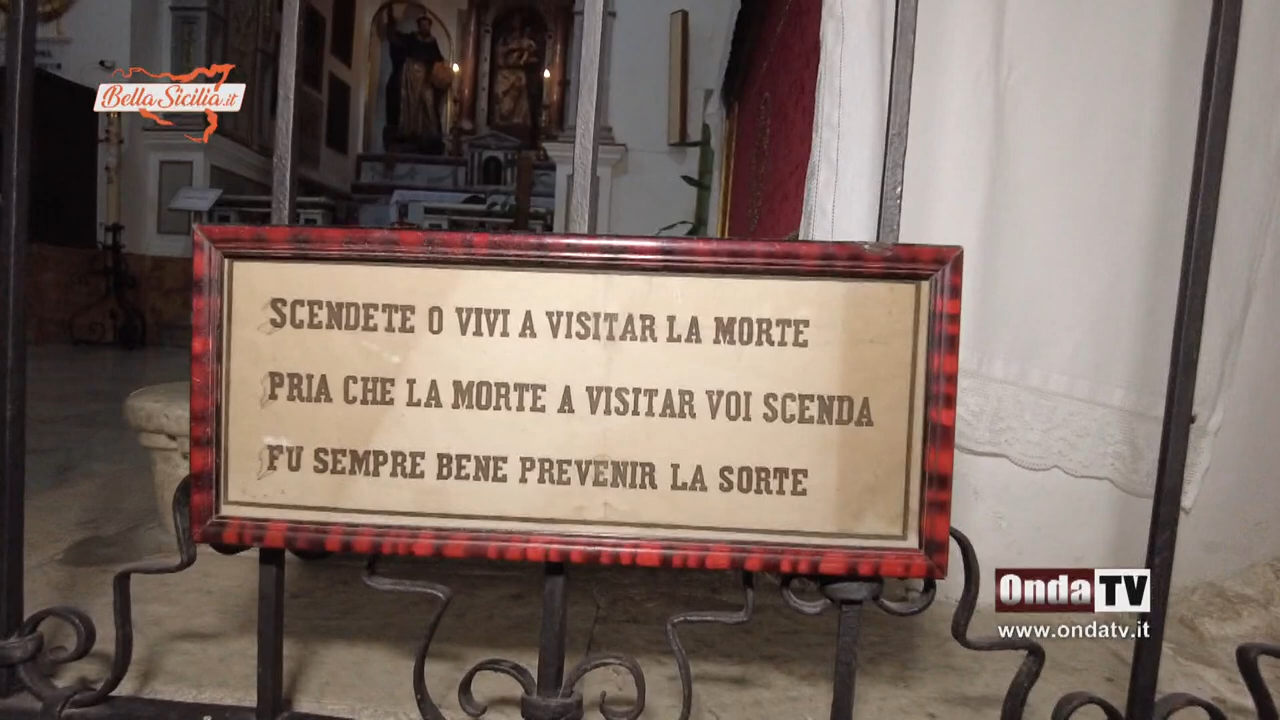 BellaSicilia.it
SCENDETE O VIVI A VISITAR LA MORTE
PRIA CHE LA MORTE A VISITAR VOI SCENDA
FU SEMPRE BENE PREVENIR LA SORTE
OndaTV
www.ondatv.it